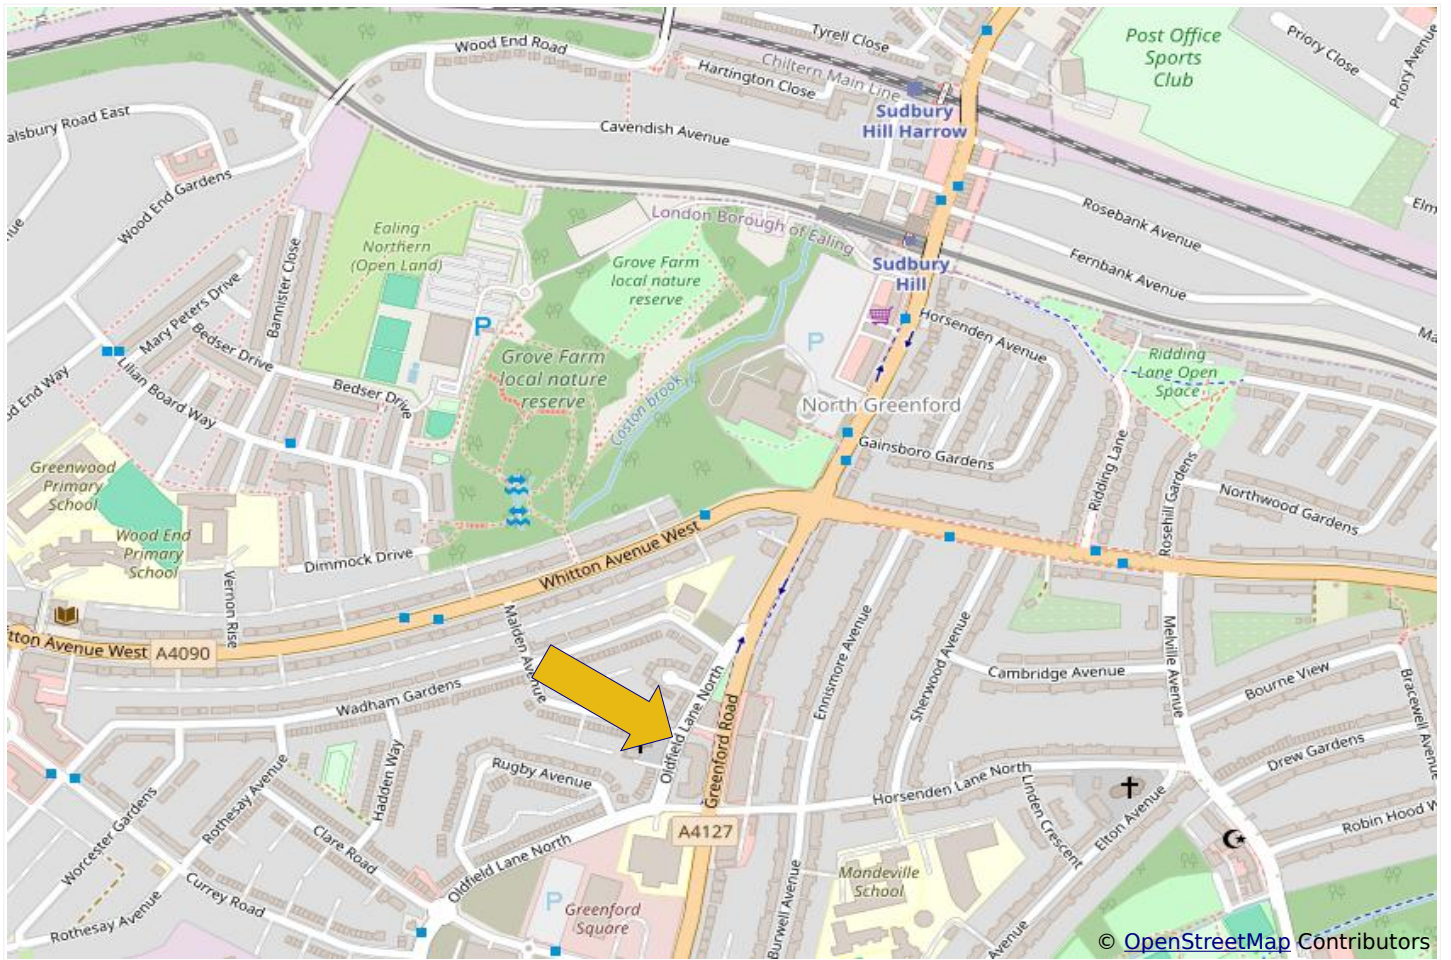 Wood End Road
Tyrell Close
Post Office
Sports
Club
Priory Close
Priory Avenue
Hartington Close
Chiltern Main Line
Sudbury
Hill Harrow
alsbury Road East
Cavendish Avenue
Wood End Gardens
Rosebank Avenue
Elm
London Borough of Ealing
Ealing
Northern
(Open Land)
Bannister Close
Grove Farm
local nature
reserve
Sudbury
Hill
Fernbank Avenue
Mary Peters Drive
Bedser Drive
P
Horsenden Avenue
Ma
P
Ridding
Lane Open
Space
Grove Farm
local nature
reserve
Lilian Board Way
Bedser Drive
Coston brook
North Greenford
d End Way
Gainsboro Gardens
Ridding Lane
Rosehill Gardens
Northwood Gardens
Greenwood
Primary
School
Wood End
Primary
School
Dimmock Drive
Whitton Avenue West
Vernon Rise
itton Avenue West
A4090
Malden Avenue
Wadham Gardens
Oldfield Lane North
Greenford Road
Ennismore Avenue
Sherwood Avenue
Cambridge Avenue
Melville Avenue
Bourne View
Bracewell Avenue
Drew Gardens
Rugby Avenue
Hadden Way
Rothesay Avenue
Worcester Gardens
Horsenden Lane North
Linden Crescent
Elton Avenue
Robin Hood W
Clare Road
A4127
Oldfield Lane North
Currey Road
Rothesay Avenue
P
Greenford
Square
Burwell Avenue
Mandeville
School
Avenue
© OpenStreetMap Contributors